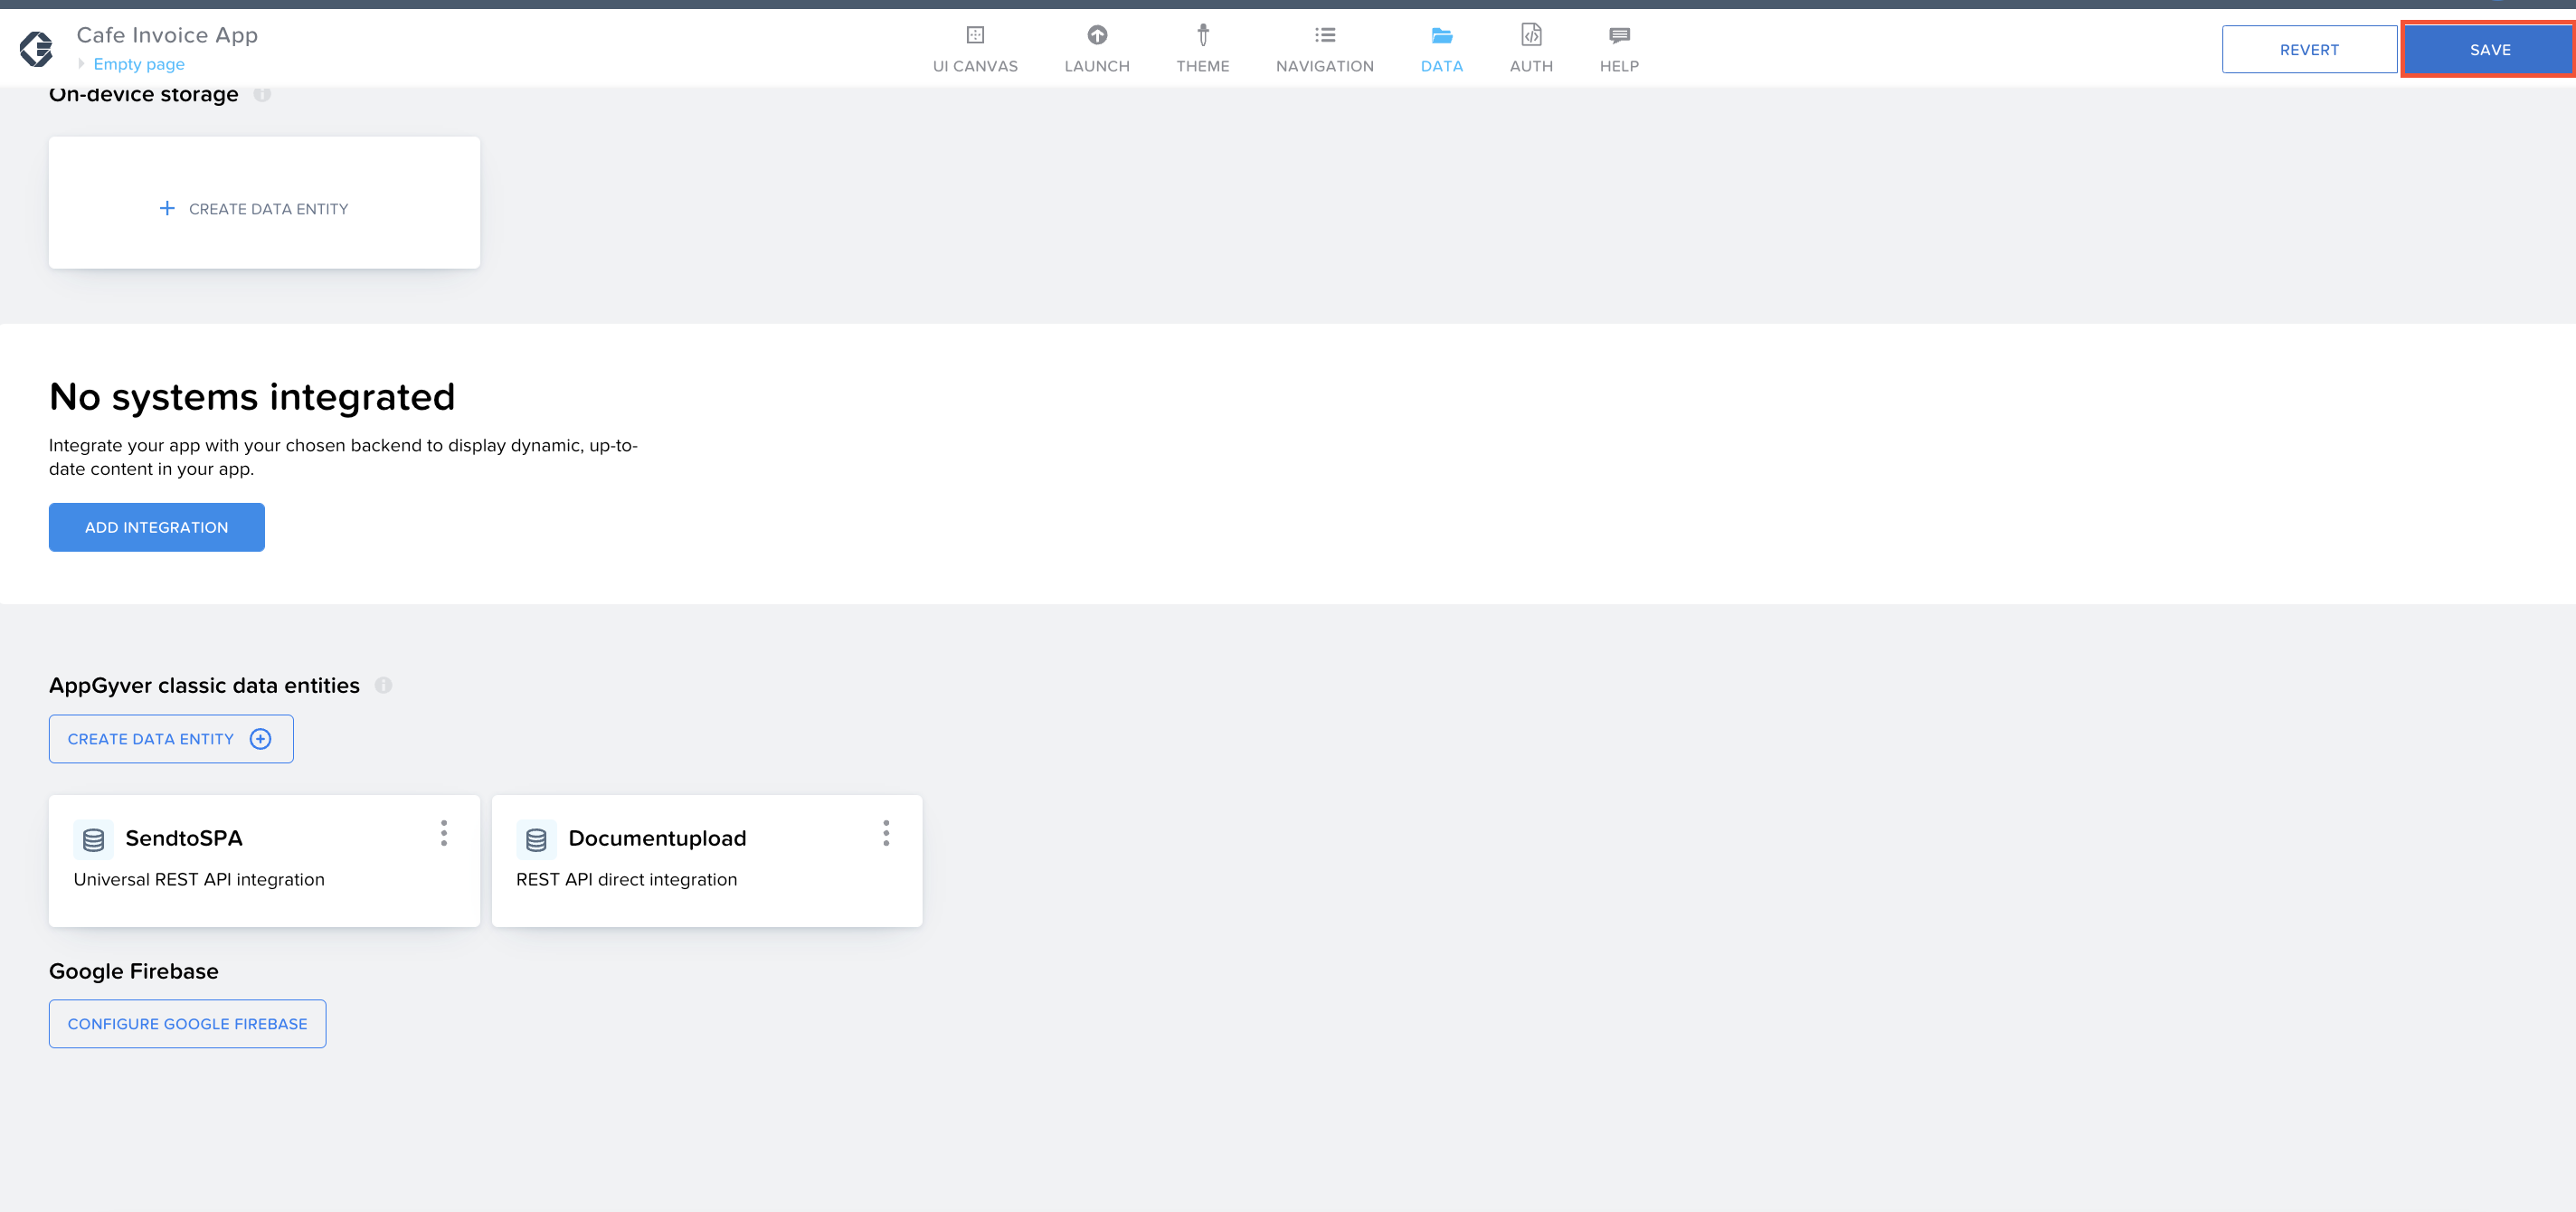 Cafe Invoice App
Empty page
UI CANVAS
LAUNCH
THEME
NAVIGATION
DATA
AUTH
HELP
REVERT
SAVE
On-device storage
CREATE DATA ENTITY
No systems integrated
Integrate your app with your chosen backend to display dynamic, up-to-
date content in your app.
ADD INTEGRATION
AppGyver classic data entities
CREATE DATA ENTITY
SendtoSPA
Universal REST API integration
Documentupload
REST API direct integration
Google Firebase
CONFIGURE GOOGLE FIREBASE